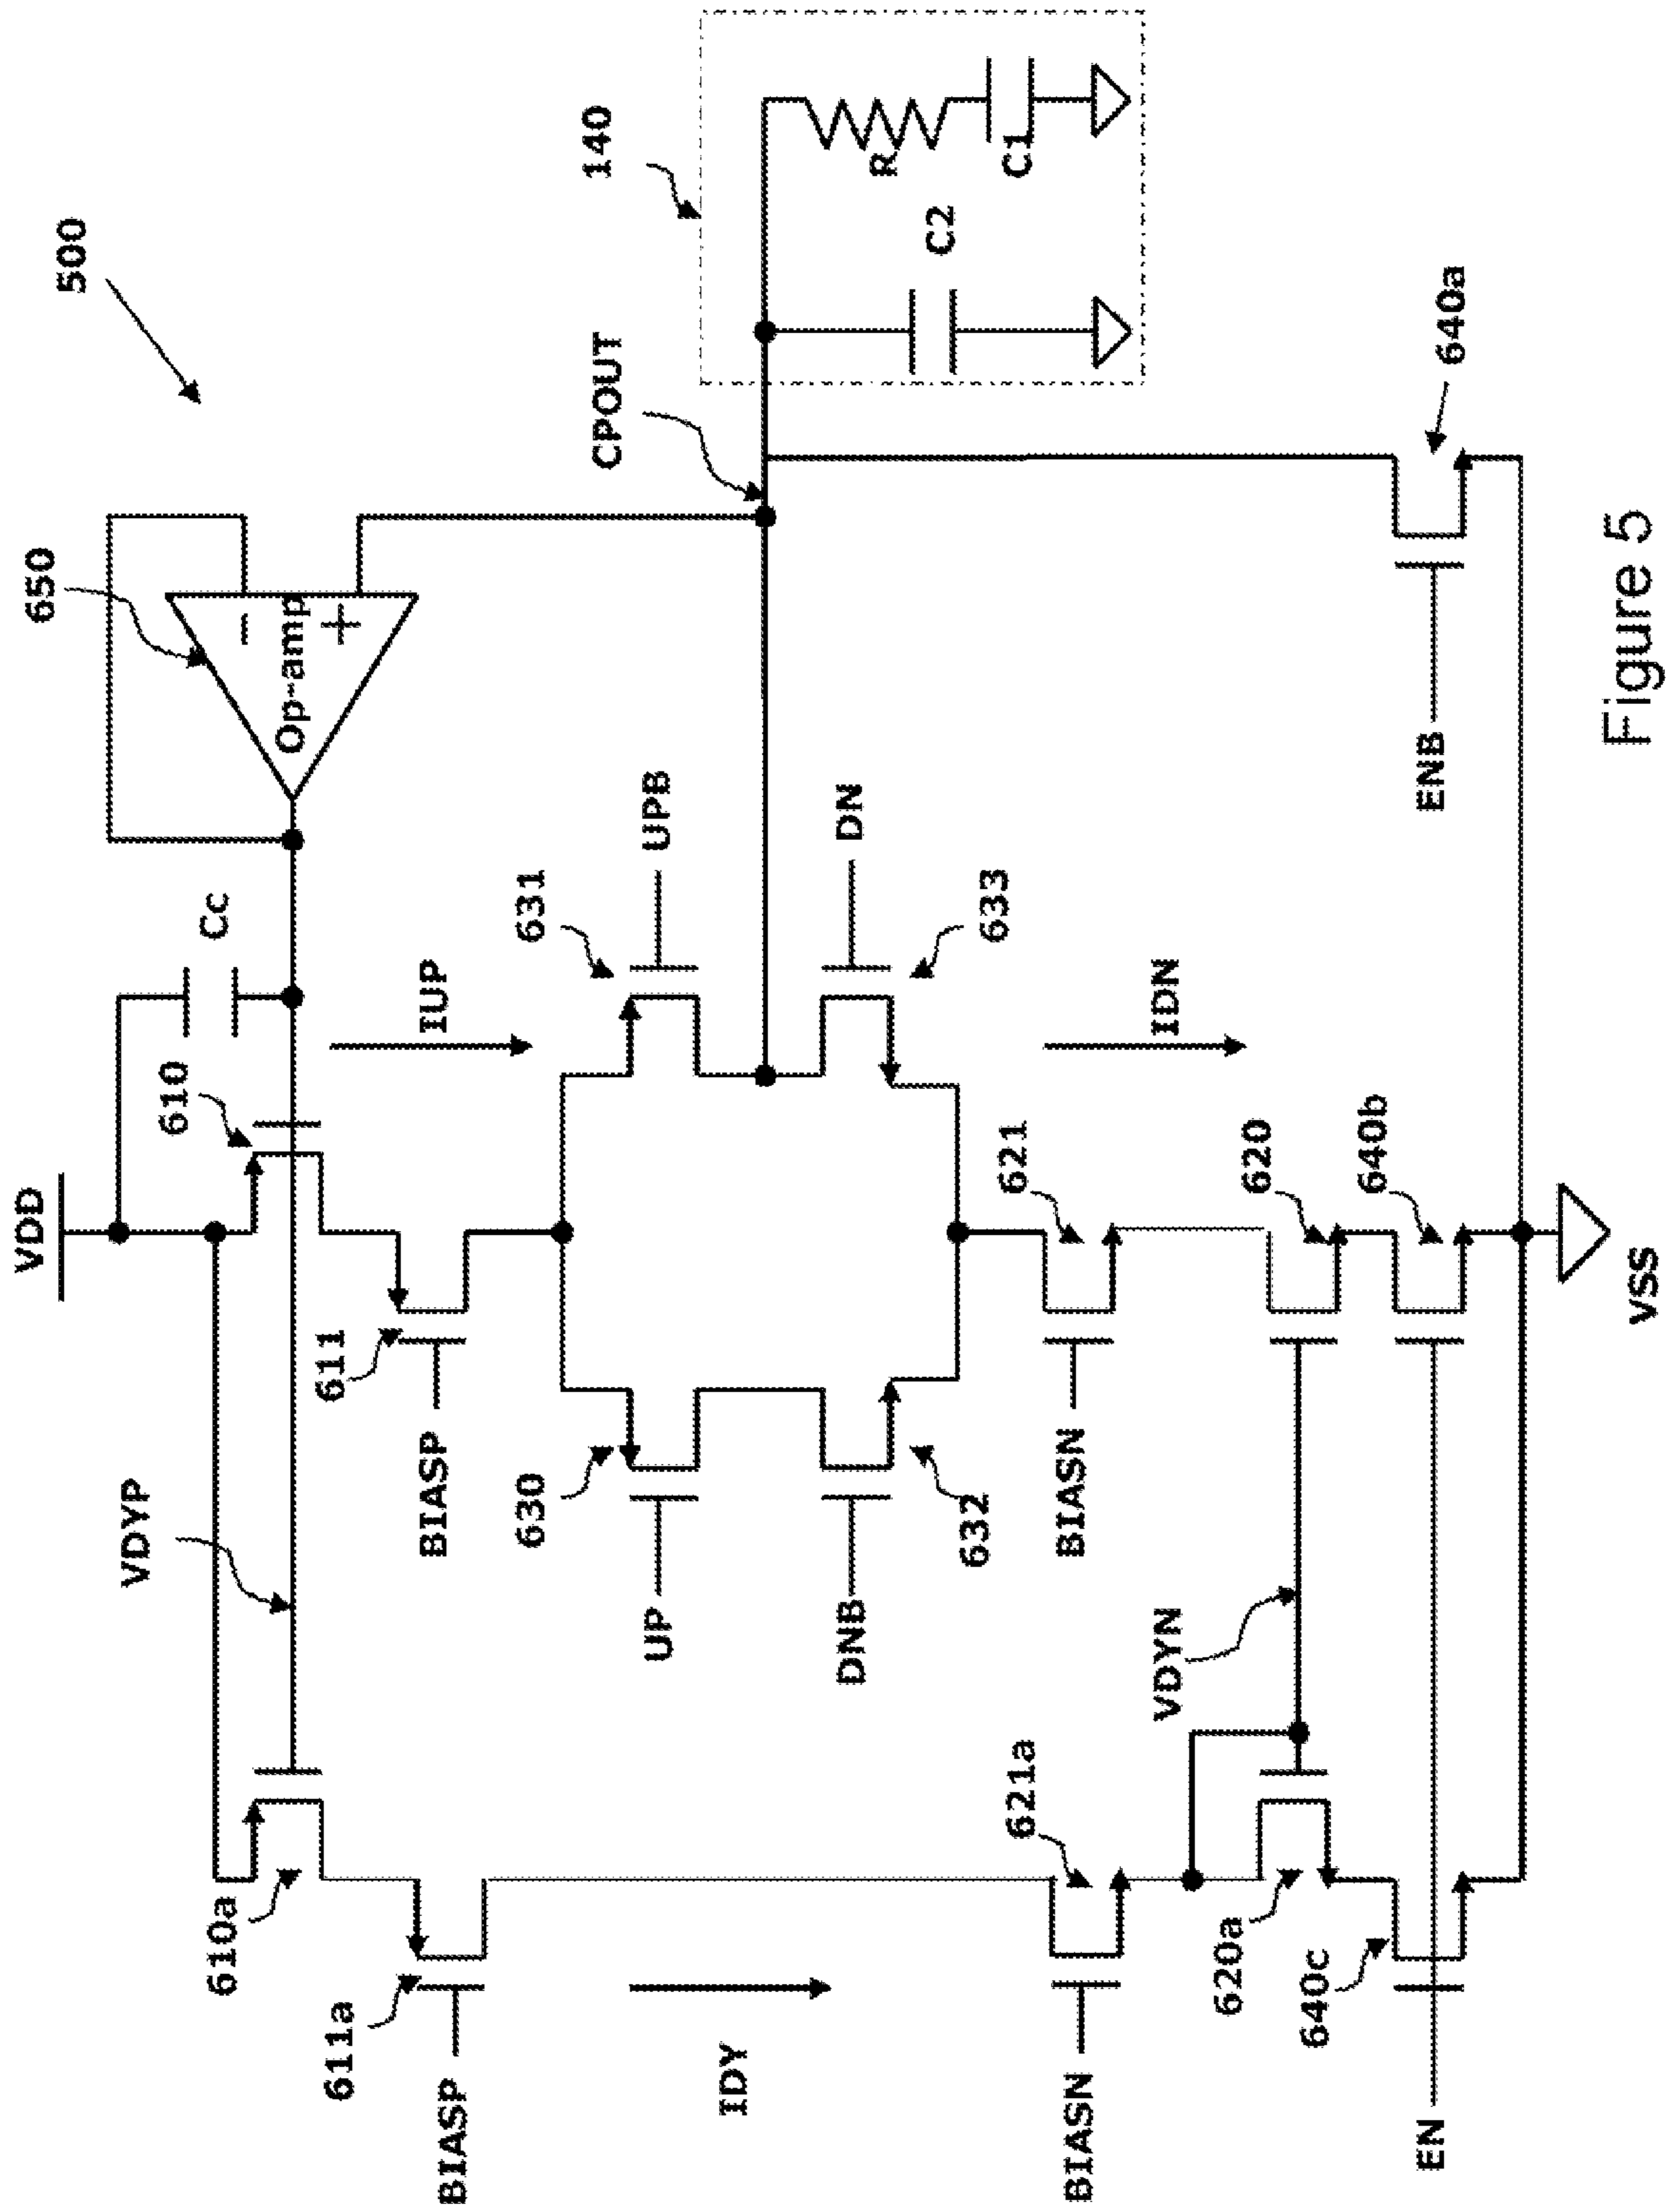 500
140
650
Op-amp
−
+
CPOUT
R
C1
C2
640a
VDD
Cc
610
IUP
631
UPB
DN
633
IDN
VDYP
611
BIASP
630
UP
DNB
632
621
BIASN
620
640b
ENB
VSS
610a
611a
BIASP
IDY
621a
BIASN
VDYN
620a
640c
EN
Figure 5